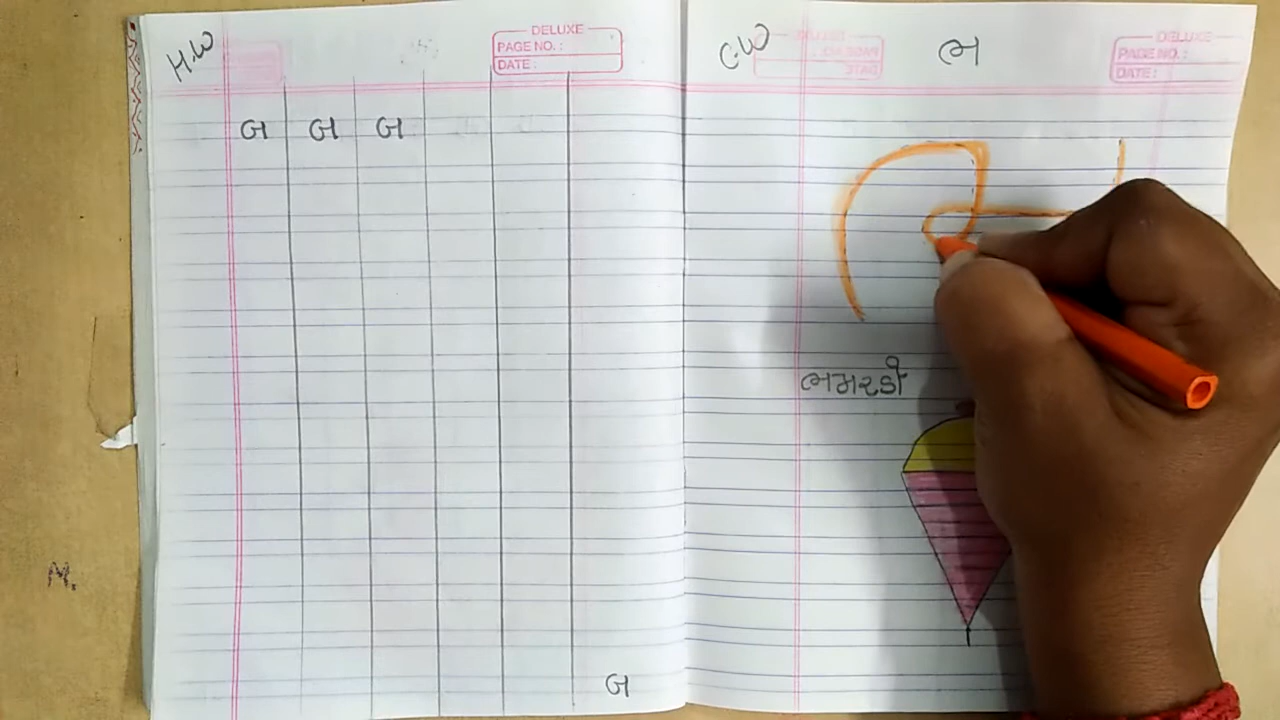 H.W
DELUXE
PAGE NO. :
DATE :
બ બ બ
બ
C.W
ભ
DELUXE
PAGE NO. :
DATE :
ભમરડો
M.